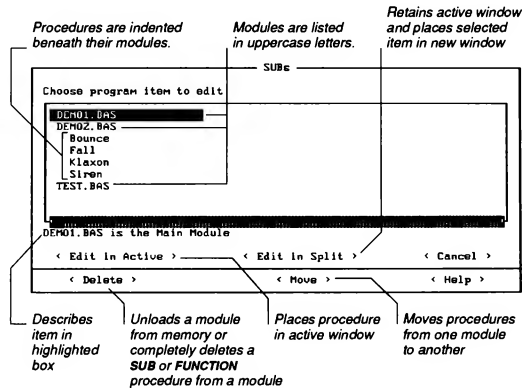 Procedures are indented
beneath their modules.
Modules are listed
in uppercase letters.
Retains active window
and places selected
item in new window
SUBs
Choose program item to edit
DEMO1.BAS
DEMO2.BAS
Bounce
Fall
Klaxon
Siren
TEST.BAS
DEMO1.BAS is the Main Module
< Edit in Active >
< Edit in Split >
< Cancel >
< Delete >
< Move >
< Help >
Describes
item in
highlighted
box
Unloads a module
from memory or
completely deletes a
SUB or FUNCTION
procedure from a module
Places procedure
in active window
Moves procedures
from one module
to another